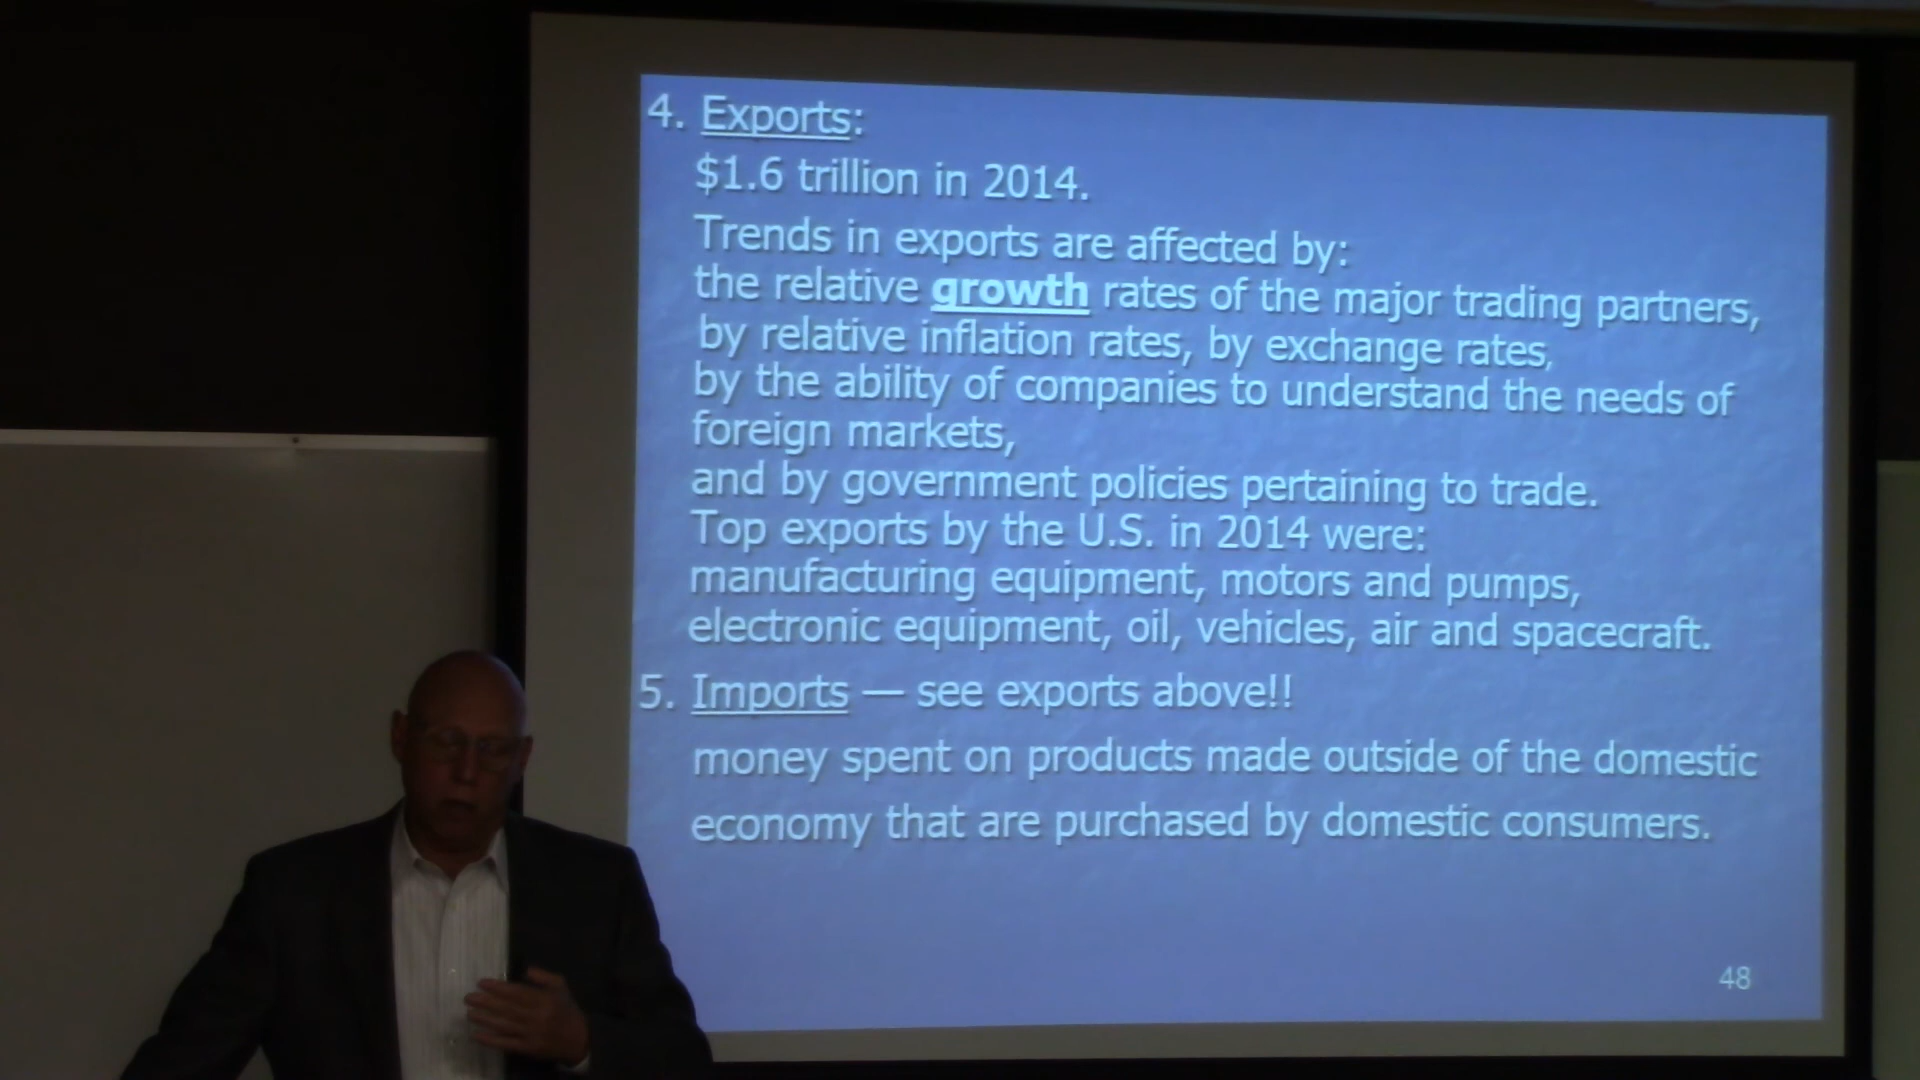 4. Exports:
$1.6 trillion in 2014.
Trends in exports are affected by:
the relative growth rates of the major trading partners,
by relative inflation rates, by exchange rates,
by the ability of companies to understand the needs of
foreign markets,
and by government policies pertaining to trade.
Top exports by the U.S. in 2014 were:
manufacturing equipment, motors and pumps,
electronic equipment, oil, vehicles, air and spacecraft.
5. Imports — see exports above!!
money spent on products made outside of the domestic
economy that are purchased by domestic consumers.
48